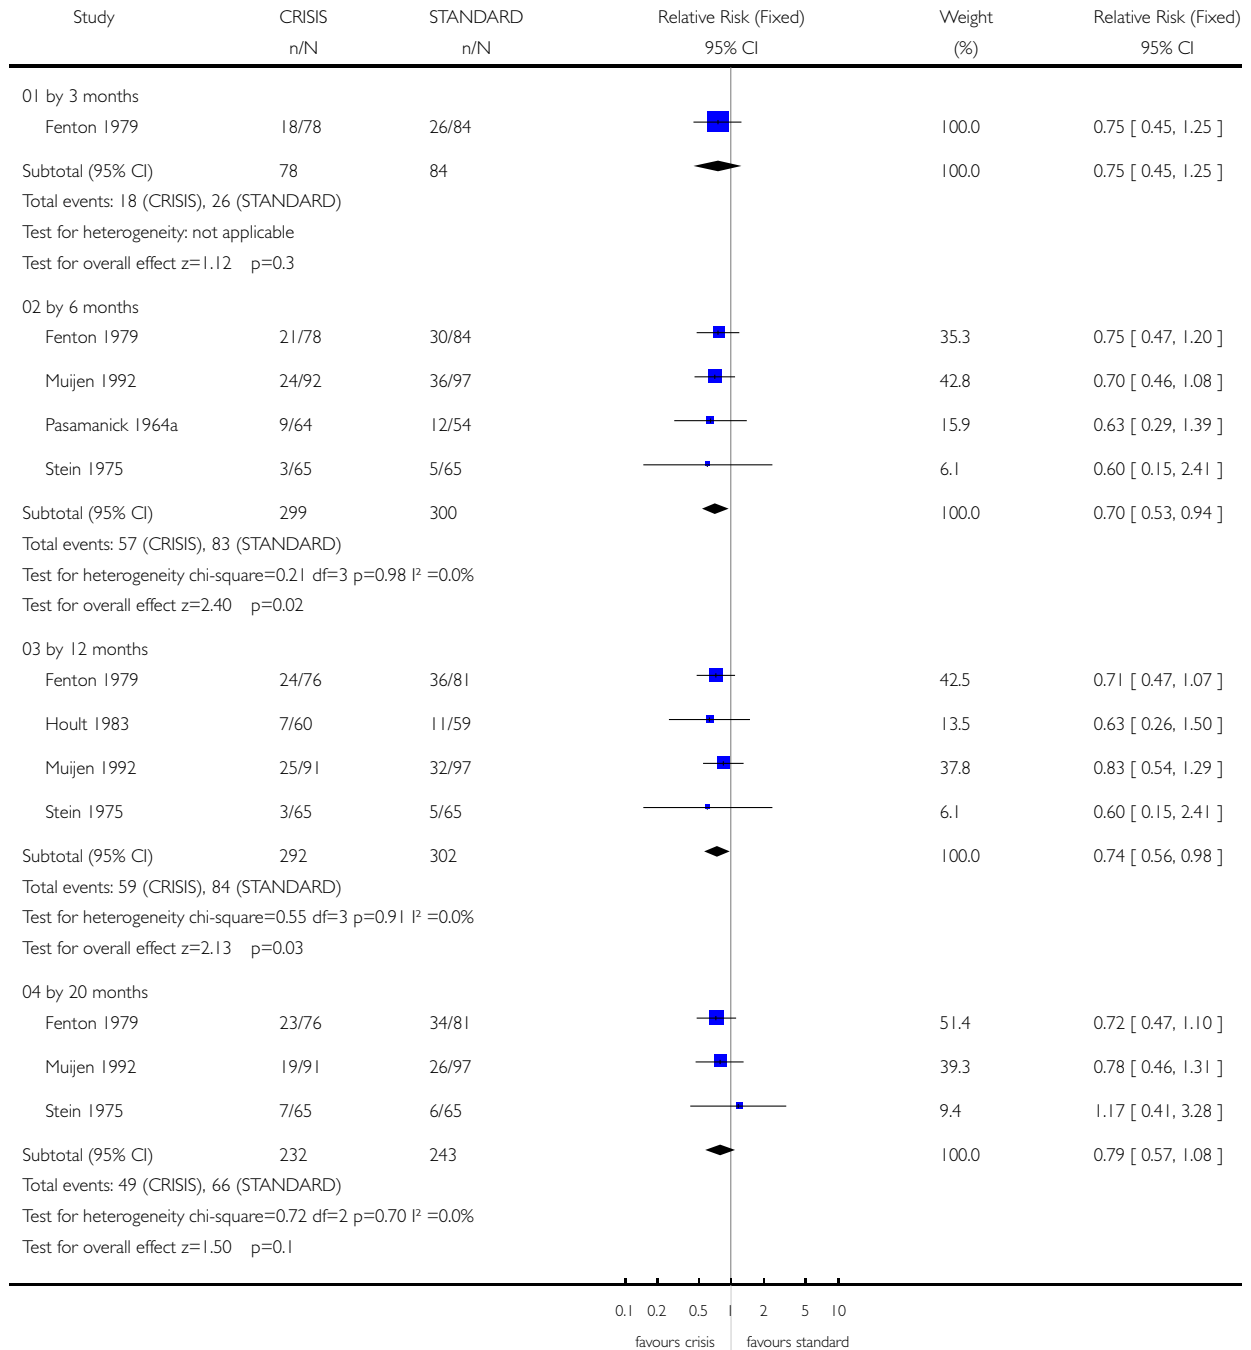 Study CRISIS STANDARD Relative Risk (Fixed) Weight Relative Risk (Fixed)
n/N n/N 95% CI (%) 95% CI
01 by 3 months
Fenton 1979 18/78 26/84 100.0 0.75 [ 0.45, 1.25 ]
Subtotal (95% CI) 78 84 100.0 0.75 [ 0.45, 1.25 ]
Total events: 18 (CRISIS), 26 (STANDARD)
Test for heterogeneity: not applicable
Test for overall effect z=1.12 p=0.3
02 by 6 months
Fenton 1979 21/78 30/84 35.3 0.75 [ 0.47, 1.20 ]
Muijen 1992 24/92 36/97 42.8 0.70 [ 0.46, 1.08 ]
Pasamanick 1964a 9/64 12/54 15.9 0.63 [ 0.29, 1.39 ]
Stein 1975 3/65 5/65 6.1 0.60 [ 0.15, 2.41 ]
Subtotal (95% CI) 299 300 100.0 0.70 [ 0.53, 0.94 ]
Total events: 57 (CRISIS), 83 (STANDARD)
Test for heterogeneity chi-square=0.21 df=3 p=0.98 I² =0.0%
Test for overall effect z=2.40 p=0.02
03 by 12 months
Fenton 1979 24/76 36/81 42.5 0.71 [ 0.47, 1.07 ]
Hoult 1983 7/60 11/59 13.5 0.63 [ 0.26, 1.50 ]
Muijen 1992 25/91 32/97 37.8 0.83 [ 0.54, 1.29 ]
Stein 1975 3/65 5/65 6.1 0.60 [ 0.15, 2.41 ]
Subtotal (95% CI) 292 302 100.0 0.74 [ 0.56, 0.98 ]
Total events: 59 (CRISIS), 84 (STANDARD)
Test for heterogeneity chi-square=0.55 df=3 p=0.91 I² =0.0%
Test for overall effect z=2.13 p=0.03
04 by 20 months
Fenton 1979 23/76 34/81 51.4 0.72 [ 0.47, 1.10 ]
Muijen 1992 19/91 26/97 39.3 0.78 [ 0.46, 1.31 ]
Stein 1975 7/65 6/65 9.4 1.17 [ 0.41, 3.28 ]
Subtotal (95% CI) 232 243 100.0 0.79 [ 0.57, 1.08 ]
Total events: 49 (CRISIS), 66 (STANDARD)
Test for heterogeneity chi-square=0.72 df=2 p=0.70 I² =0.0%
Test for overall effect z=1.50 p=0.1
0.1 0.2 0.5 1 2 5 10
favours crisis favours standard